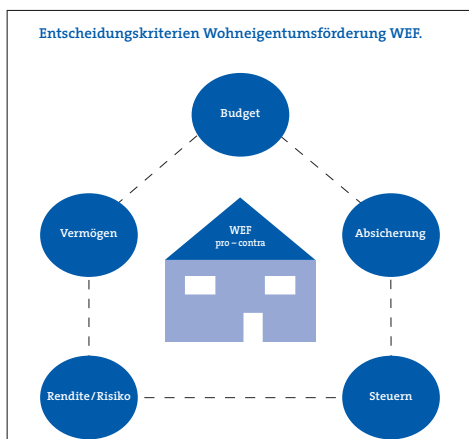 Entscheidungskriterien Wohneigentumsförderung WEF.
Budget
Vermögen
WEF
pro – contra
Absicherung
Rendite/Risiko
Steuern